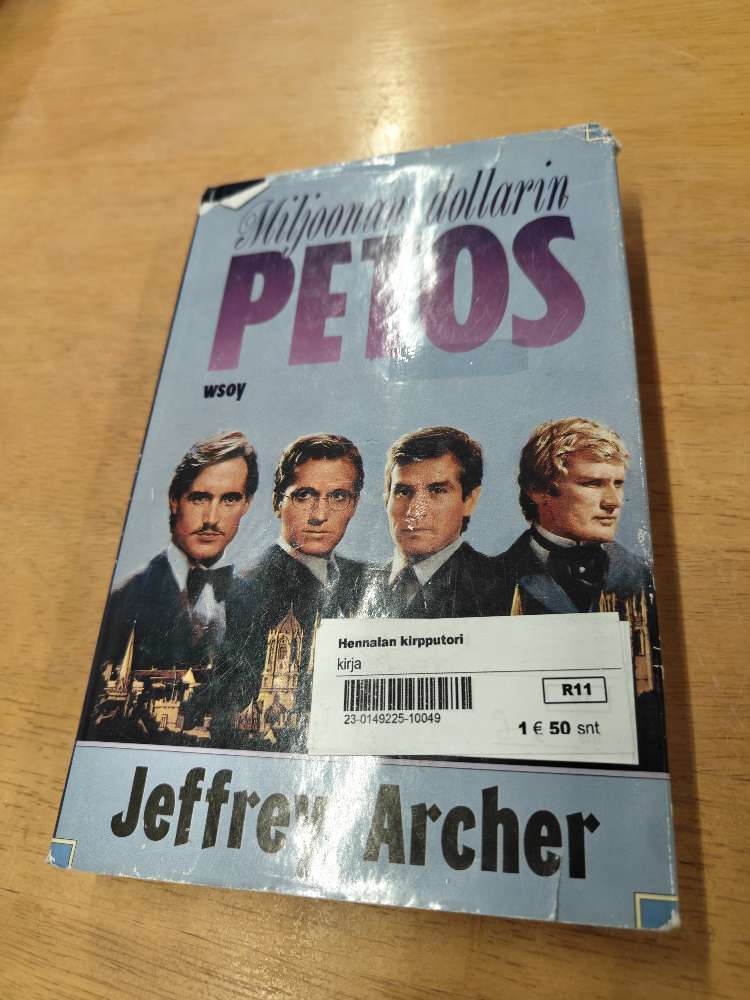 Miljoonan dollarin
PETOS
wsoy
Hennalan kirpputori
kirja
R11
23-0149225-10049
1 € 50 snt
Jeffrey Archer